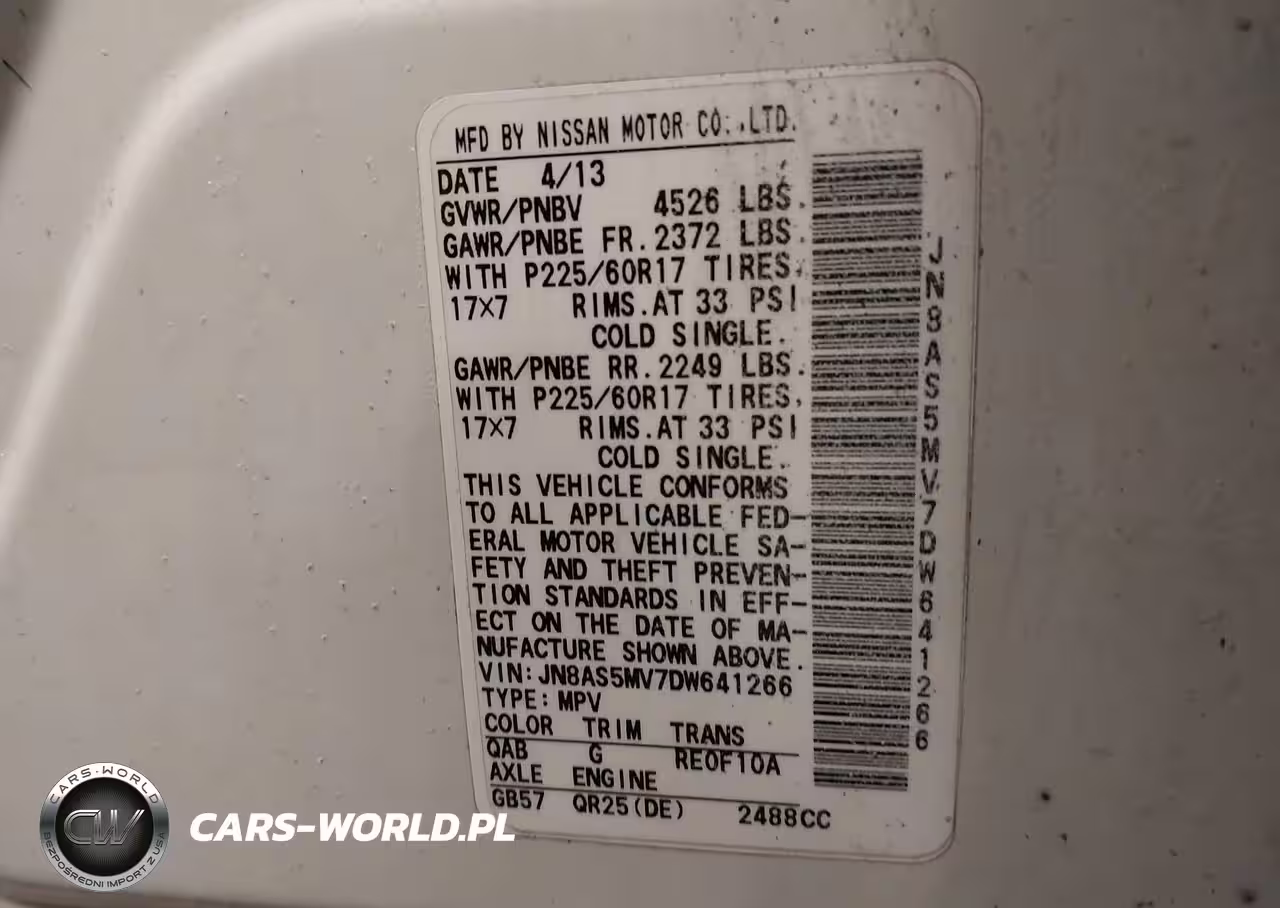 MFD BY NISSAN MOTOR CO.,LTD.
DATE 4/13
GVWR/PNBV 4526 LBS.
GAWR/PNBE FR.2372 LBS.
WITH P225/60R17 TIRES,
17×7 RIMS.AT 33 PSI
COLD SINGLE.
GAWR/PNBE RR.2249 LBS.
WITH P225/60R17 TIRES,
17×7 RIMS.AT 33 PSI
COLD SINGLE.
THIS VEHICLE CONFORMS
TO ALL APPLICABLE FED-
ERAL MOTOR VEHICLE SA-
FETY AND THEFT PREVEN-
TION STANDARDS IN EFF-
ECT ON THE DATE OF MA-
NUFACTURE SHOWN ABOVE.
VIN:JN8AS5MV7DW641266
TYPE:MPV
COLOR TRIM TRANS
QAB G RE0F10A
AXLE ENGINE
GB57 QR25(DE) 2488CC
JN8AS5MV7DW641266
CARS-WORLD
CW
BEZPOŚREDNI IMPORT Z USA
CARS-WORLD.PL